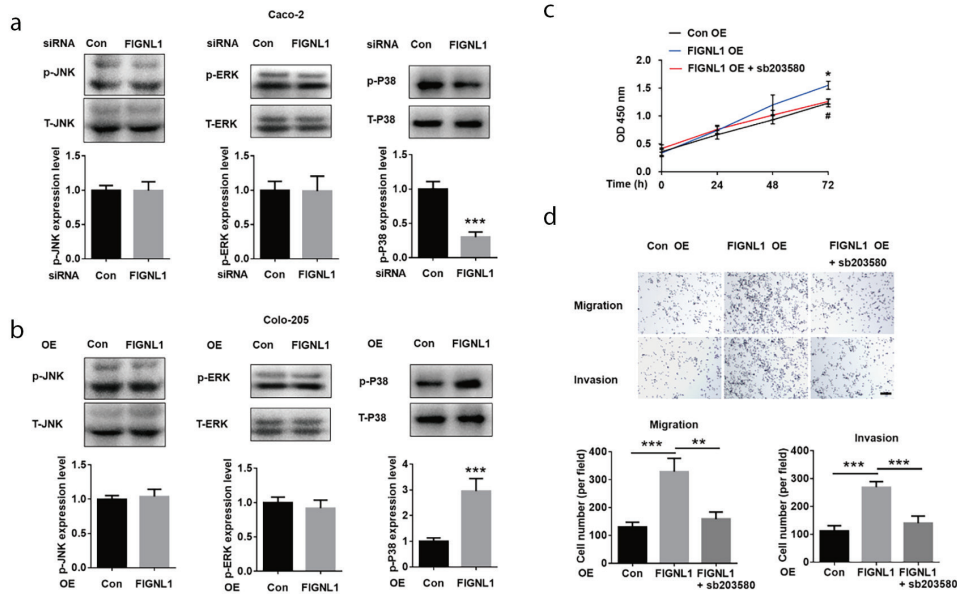 a
Caco-2
siRNA Con FIGNL1
p-JNK
T-JNK
p-JNK expression level
1.5
1.0
0.5
0.0
siRNA Con FIGNL1
siRNA Con FIGNL1
p-ERK
T-ERK
p-ERK expression level
1.5
1.0
0.5
0.0
siRNA Con FIGNL1
siRNA Con FIGNL1
p-P38
T-P38
p-P38 expression level
1.5
1.0
0.5
0.0
***
siRNA Con FIGNL1
b
Colo-205
OE Con FIGNL1
p-JNK
T-JNK
p-JNK expression level
1.5
1.0
0.5
0.0
OE Con FIGNL1
OE Con FIGNL1
p-ERK
T-ERK
p-ERK expression level
1.5
1.0
0.5
0.0
OE Con FIGNL1
OE Con FIGNL1
p-P38
T-P38
p-P38 expression level
4
3
2
1
0
***
OE Con FIGNL1
c
Con OE
FIGNL1 OE
FIGNL1 OE + sb203580
OD 450 nm
2.0
1.5
1.0
0.5
0.0
*
#
Time (h) 0 24 48 72
d
Con OE FIGNL1 OE FIGNL1 OE
+ sb203580
Migration
Invasion
Migration
Cell number (per field)
400
300
200
100
0
*** **
OE Con FIGNL1 FIGNL1
+ sb203580
Invasion
Cell number (per field)
400
300
200
100
0
*** ***
OE Con FIGNL1 FIGNL1
+ sb203580